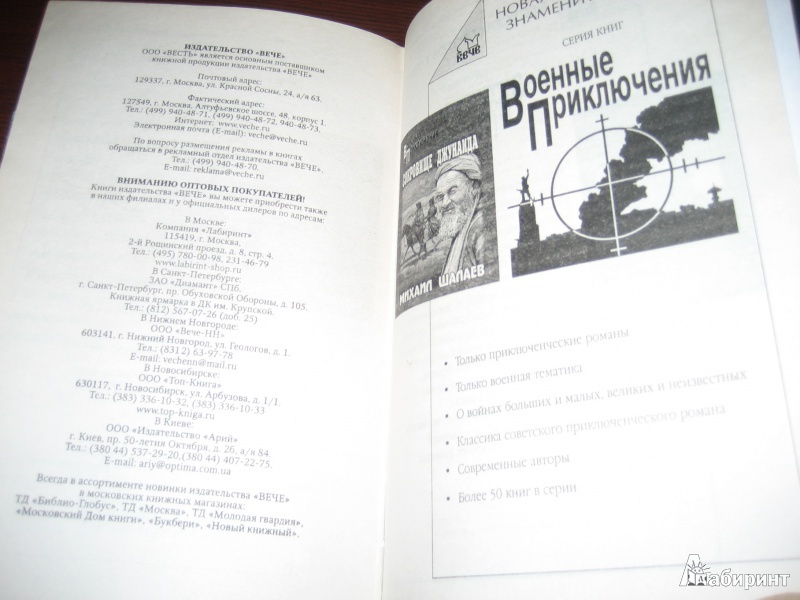 ИЗДАТЕЛЬСТВО «ВЕЧЕ»
ООО «ВЕСТЬ» является основным поставщиком
книжной продукции издательства «ВЕЧЕ»
Почтовый адрес:
129337, г. Москва, ул. Красной Сосны, 24, а/я 63.
Фактический адрес:
127549, г. Москва, Алтуфьевское шоссе, 48, корпус 1.
Тел.: (499) 940-48-71, (499) 940-48-72, 940-48-73.
Интернет: www.veche.ru
Электронная почта (E-mail): veche@veche.ru
По вопросу размещения рекламы в книгах
обращаться в рекламный отдел издательства «ВЕЧЕ».
Тел.: (499) 940-48-70.
E-mail: reklama@veche.ru
ВНИМАНИЮ ОПТОВЫХ ПОКУПАТЕЛЕЙ!
Книги издательства «ВЕЧЕ» вы можете приобрести также
в наших филиалах и у официальных дилеров по адресам:
В Москве:
Компания «Лабиринт»
115419, г. Москва,
2-й Рощинский проезд, д. 8, стр. 4.
Тел.: (495) 780-00-98, 231-46-79
www.labirint-shop.ru
В Санкт-Петербурге:
ЗАО «Диамант» СПб.
г. Санкт-Петербург, пр. Обуховской Обороны, д. 105.
Книжная ярмарка в ДК им. Крупской.
Тел.: (812) 567-07-26 (доб. 25)
В Нижнем Новгороде:
ООО «Вече-НН»
603141, г. Нижний Новгород, ул. Геологов, д. 1.
Тел.: (8312) 63-97-78
E-mail: vechenn@mail.ru
В Новосибирске:
ООО «Топ-Книга»
630117, г. Новосибирск, ул. Арбузова, д. 1/1.
Тел.: (383) 336-10-32, (383) 336-10-33
www.top-kniga.ru
В Киеве:
ООО «Издательство «Арий»
г. Киев, пр. 50-летия Октября, д. 26, а/я 84.
Тел.: (380 44) 537-29-20,(380 44) 407-22-75.
E-mail: ariy@optima.com.ua
Всегда в ассортименте новинки издательства «ВЕЧЕ»
в московских книжных магазинах:
ТД «Библио-Глобус», ТД «Москва», ТД «Молодая гвардия»,
«Московский Дом книги», «Букбери», «Новый книжный».
НОВАЯ
ЗНАМЕНИ
ВЕЧЕ
СЕРИЯ КНИГ
Военные
Приключения
СОКРОВИЩЕ ДЖУНАИДА
МИХАИЛ ШАЛАЕВ
• Только приключенческие романы
• Только военная тематика
• О войнах больших и малых, великих и неизвестных
• Классика советского приключенческого романа
• Современные авторы
• Более 50 книг в серии
Лабиринт